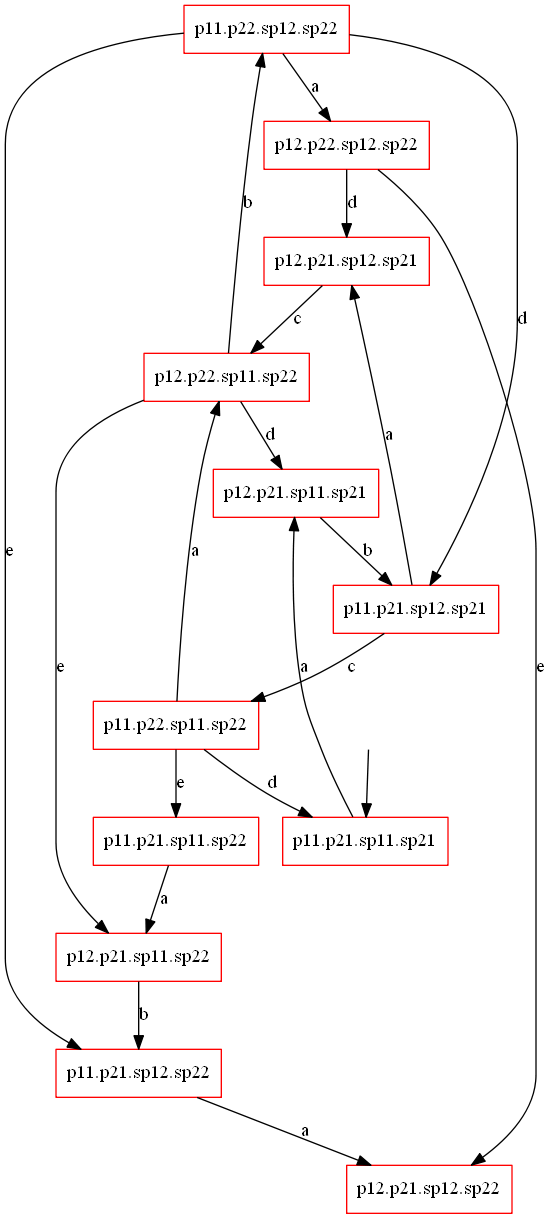 p11.p22.sp12.sp22
a
p12.p22.sp12.sp22
b
d
p12.p21.sp12.sp21
c
d
p12.p22.sp11.sp22
d
a
p12.p21.sp11.sp21
e
a
b
p11.p21.sp12.sp21
e
a
c
e
p11.p22.sp11.sp22
e
d
p11.p21.sp11.sp22
p11.p21.sp11.sp21
a
p12.p21.sp11.sp22
b
p11.p21.sp12.sp22
a
p12.p21.sp12.sp22